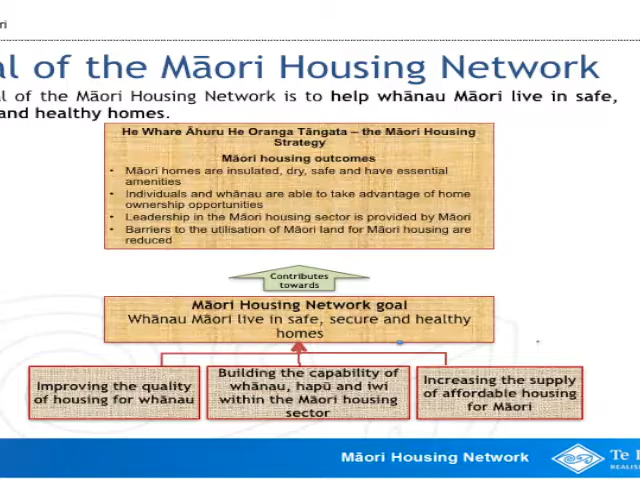 ri
al of the Māori Housing Network
al of the Māori Housing Network is to help whānau Māori live in safe,
and healthy homes.
He Whare Āhuru He Oranga Tāngata – the Māori Housing
Strategy
Māori housing outcomes
• Māori homes are insulated, dry, safe and have essential
amenities
• Individuals and whānau are able to take advantage of home
ownership opportunities
• Leadership in the Māori housing sector is provided by Māori
• Barriers to the utilisation of Māori land for Māori housing are
reduced
Contributes
towards
Māori Housing Network goal
Whānau Māori live in safe, secure and healthy
homes
Improving the quality
of housing for whānau
Building the capability of
whānau, hapū and iwi
within the Māori housing
sector
Increasing the supply
of affordable housing
for Māori
Māori Housing Network
Te
REALIS